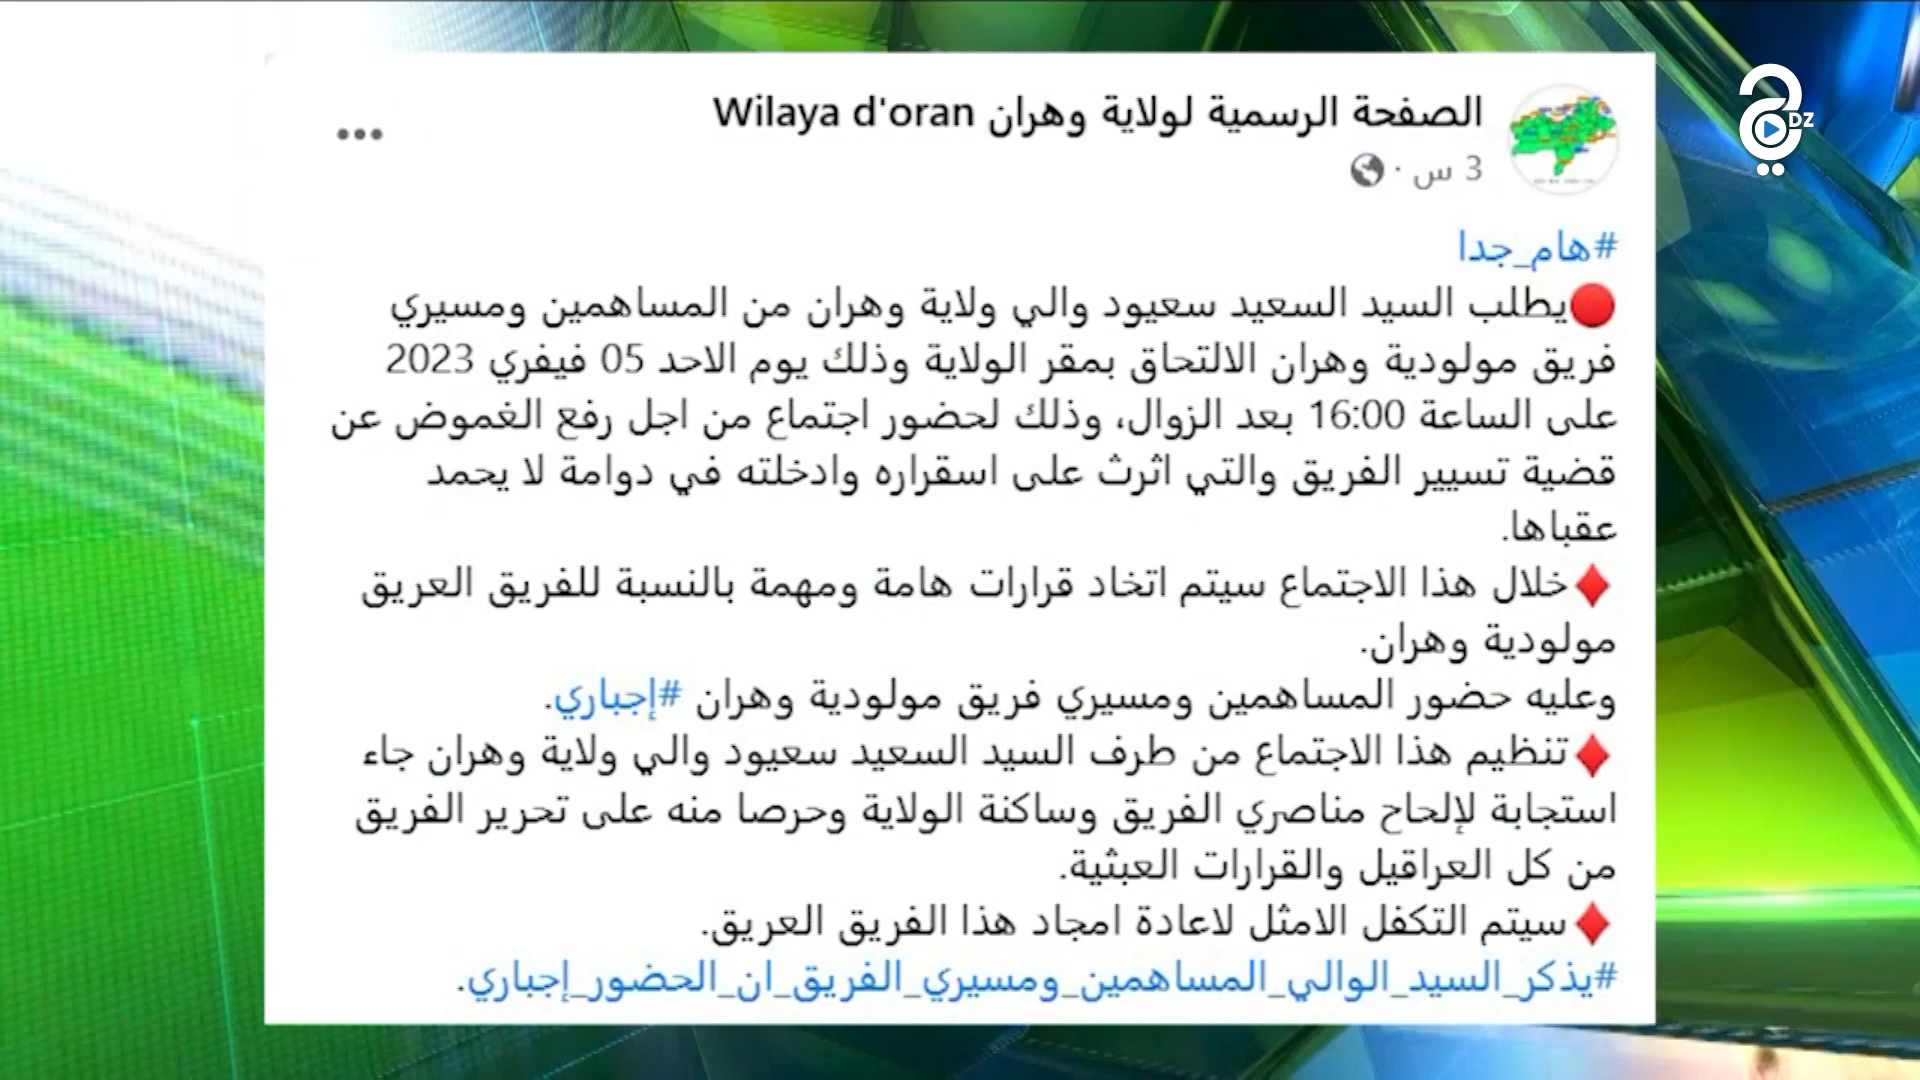 الصفحة الرسمية لولاية وهران Wilaya d'oran
3 س ·
#هام_جدا
يطلب السيد السعيد سعيود والي ولاية وهران من المساهمين ومسيري
فريق مولودية وهران الالتحاق بمقر الولاية وذلك يوم الاحد 05 فيفري 2023
على الساعة 16:00 بعد الزوال، وذلك لحضور اجتماع من اجل رفع الغموض عن
قضية تسيير الفريق والتي اثرث على اسقراره وادخلته في دوامة لا يحمد
عقباها.
خلال هذا الاجتماع سيتم اتخاد قرارات هامة ومهمة بالنسبة للفريق العريق
مولودية وهران.
وعليه حضور المساهمين ومسيري فريق مولودية وهران #إجباري.
تنظيم هذا الاجتماع من طرف السيد السعيد سعيود والي ولاية وهران جاء
استجابة لإلحاح مناصري الفريق وساكنة الولاية وحرصا منه على تحرير الفريق
من كل العراقيل والقرارات العبثية.
سيتم التكفل الامثل لاعادة امجاد هذا الفريق العريق.
#يذكر_السيد_الوالي_المساهمين_ومسيري_الفريق_ان_الحضور_إجباري.
DZ